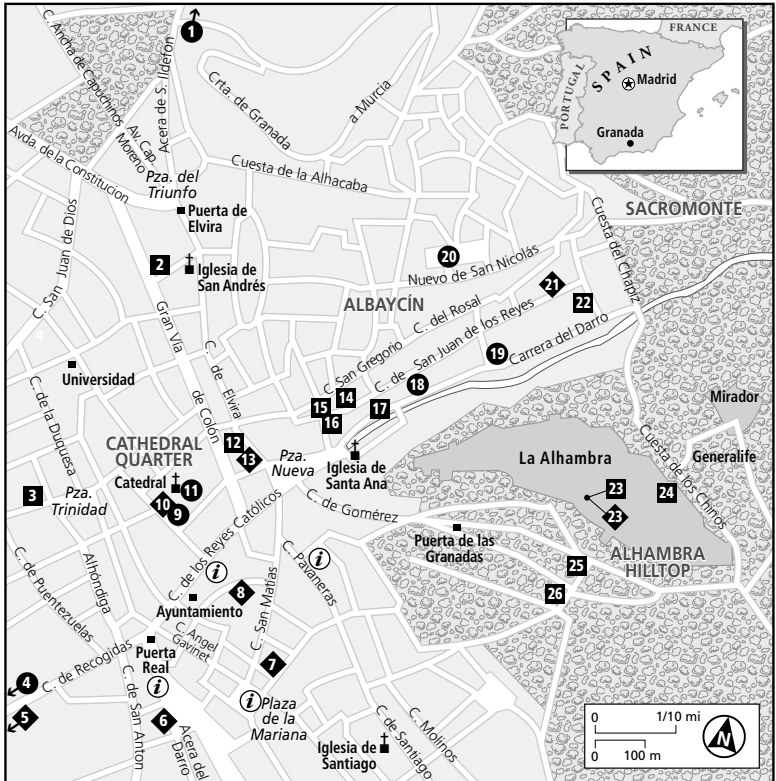 C. Ancha de Capuchinos
Acera de S. Ildefon
1
Crta. de Granada
a Murcia
FRANCE
PORTUGAL
SPAIN
Madrid
Granada
Av. Cap.
Moreno
Avda. de la Constitucion
Pza. del
Triunfo
Cuesta de la Alhacaba
Puerta de
Elvira
SACROMONTE
Cuesta del Chapiz
C. San Juan de Dios
2
Iglesia de
San Andrés
20
Nuevo de San Nicolás
21
22
ALBAYCÍN
C. del Rosal
C. San Gregorio
C. de San Juan de los Reyes
19
Carrera del Darro
Gran Vía
de Colón
C. de Elvira
4
Universidad
18
14
15
17
16
C. de la Duquesa
CATHEDRAL
QUARTER
12
13
Pza.
Nueva
Iglesia de
Santa Ana
La Alhambra
Mirador
Generalife
Cuesta de los Chinos
Catedral
11
10
9
3
Pza.
Trinidad
C. de los Reyes Católicos
C. de Gomérez
23
23
24
Puerta de las
Granadas
ALHAMBRA
HILLTOP
25
26
C. de Puentezuelas
Alhóndiga
i
C. Pavaneras
i
8
Ayuntamiento
C. San Matías
C. Angel
Gavinet
Puerta
Real
7
4
C. de Recogidas
5
i
i
Plaza
de la
Mariana
6
C. de San Anton
Acera del
Darro
Iglesia de
Santiago
C. de Santiago
C. Molinos
0
1/10 mi
0
100 m
N